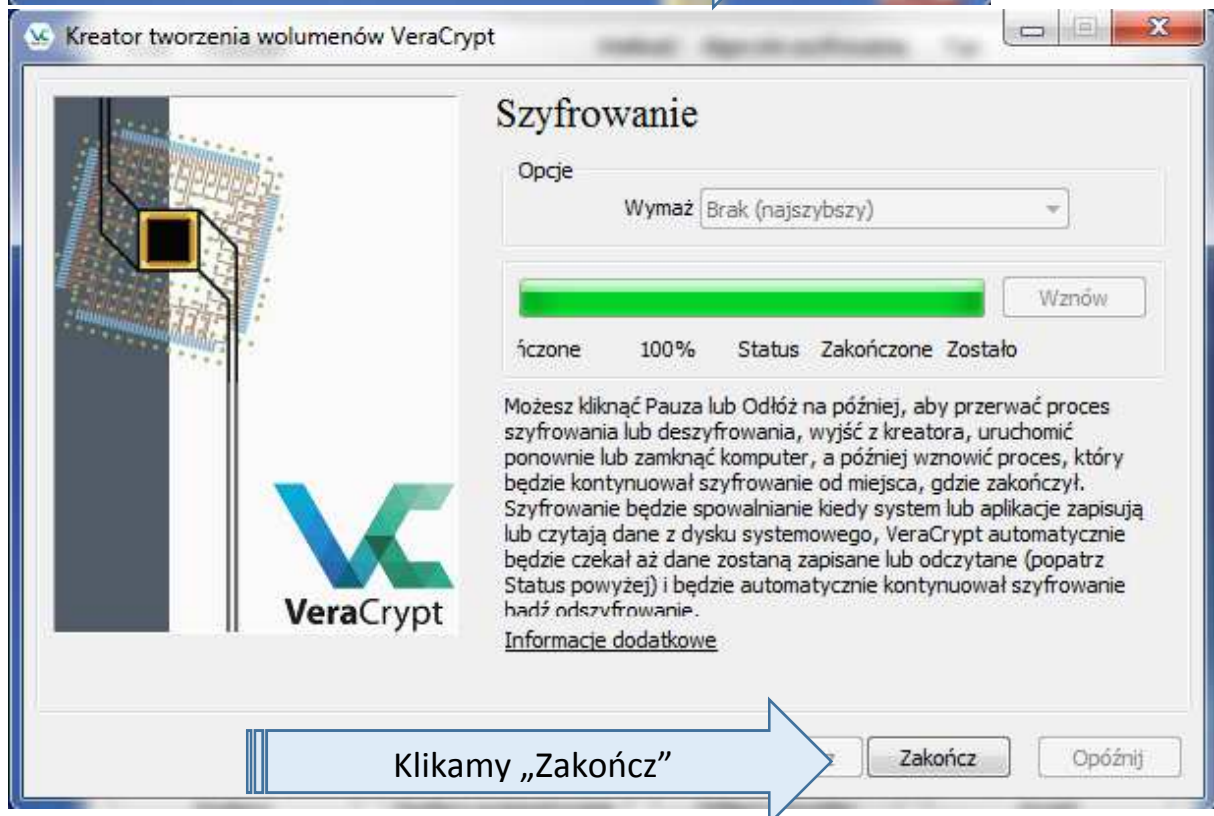 Kreator tworzenia wolumenów VeraCrypt
Szyfrowanie
Opcje
Wymaż Brak (najszybszy)
Wznów
ńczone 100% Status Zakończone Zostało
Możesz kliknąć Pauza lub Odłóż na później, aby przerwać proces
szyfrowania lub deszyfrowania, wyjść z kreatora, uruchomić
ponownie lub zamknąć komputer, a później wznowić proces, który
będzie kontynuował szyfrowanie od miejsca, gdzie zakończył.
Szyfrowanie będzie spowalnianie kiedy system lub aplikacje zapisują
lub czytają dane z dysku systemowego, VeraCrypt automatycznie
będzie czekał aż dane zostaną zapisane lub odczytane (popatrz
Status powyżej) i będzie automatycznie kontynuował szyfrowanie
bądź odszyfrowanie.
Informacje dodatkowe
VeraCrypt
Klikamy „Zakończ”
Zakończ
Opóźnij